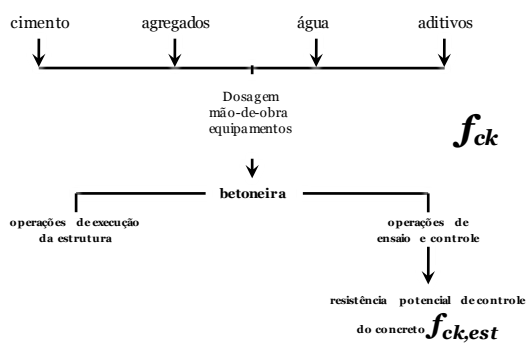 cimento agregados água aditivos
Dosagem
mão-de-obra
equipamentos
fck
betoneira
operações de execução
da estrutura
operações de
ensaio e controle
resistência potencial de controle
do concreto fck,est